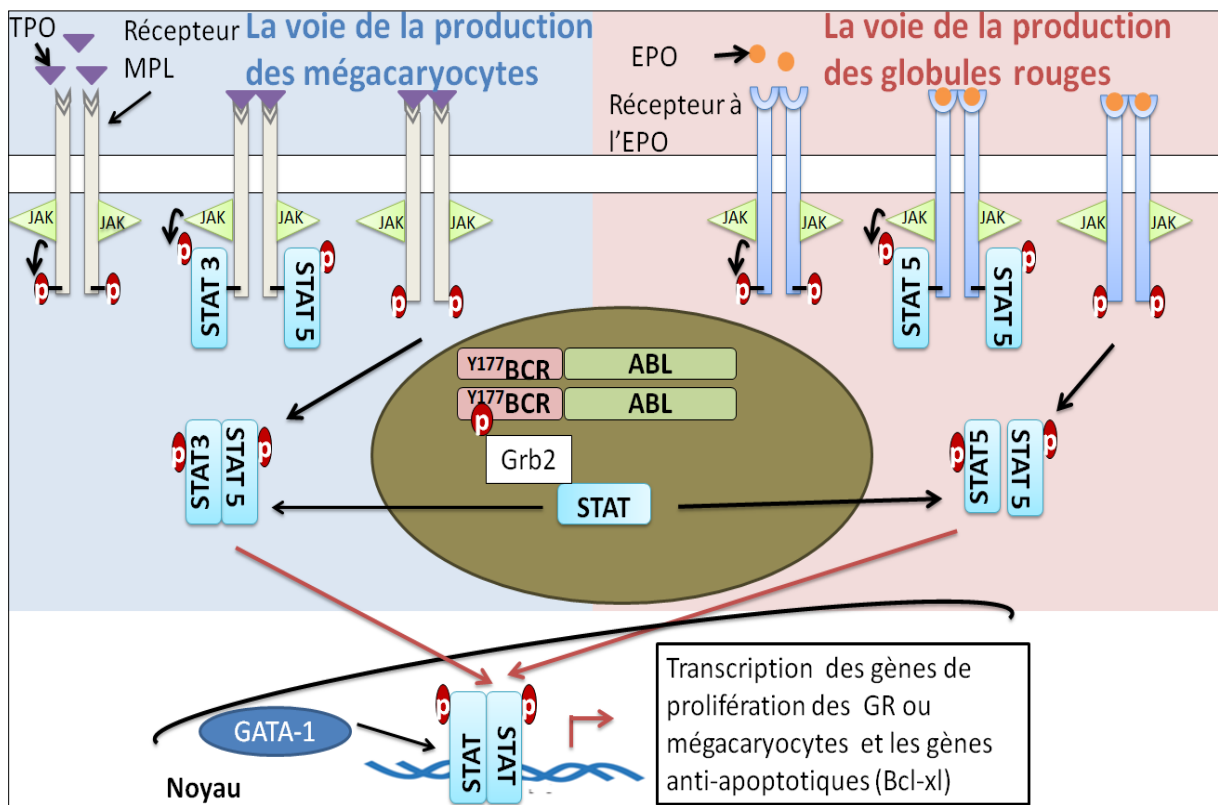 TPO
Récepteur
MPL
La voie de la production
des mégacaryocytes
EPO
Récepteur à
l'EPO
La voie de la production
des globules rouges
JAK
JAK
JAK
JAK
JAK
JAK
JAK
JAK
JAK
JAK
p
p
p
STAT 3
STAT 5
p
p
p
p
p
p
STAT 5
STAT 5
p
p
p
Y177BCR
ABL
Y177BCR
ABL
p
Grb2
STAT
p
STAT3
STAT 5
p
p
STAT5
STAT 5
p
p
STAT
STAT
p
GATA-1
Noyau
Transcription des gènes de
prolifération des GR ou
mégacaryocytes et les gènes
anti-apoptotiques (Bcl-xl)